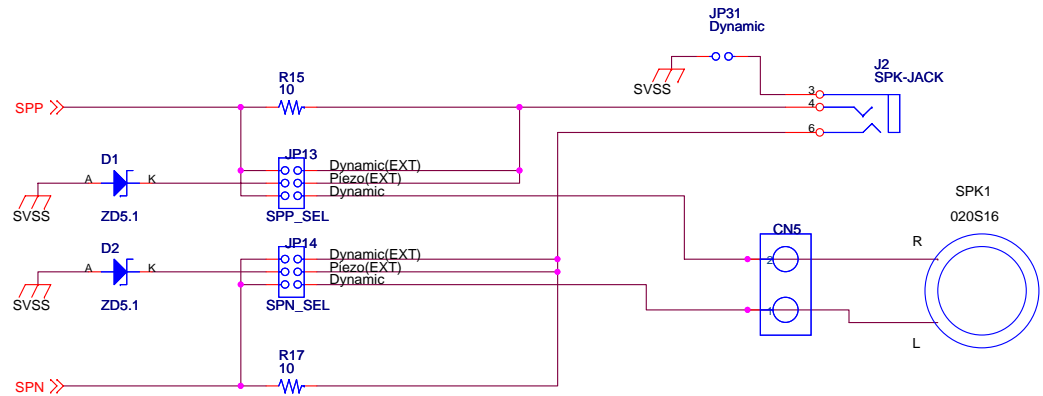 JP31
Dynamic
J2
SPK-JACK
SVSS
3
4
6
R15
10
SPP
D1
A
K
SVSS
ZD5.1
JP13
Dynamic(EXT)
Piezo(EXT)
Dynamic
SPP_SEL
SPK1
020S16
D2
A
K
SVSS
ZD5.1
JP14
Dynamic(EXT)
Piezo(EXT)
Dynamic
SPN_SEL
CN5
2
1
R
L
R17
10
SPN